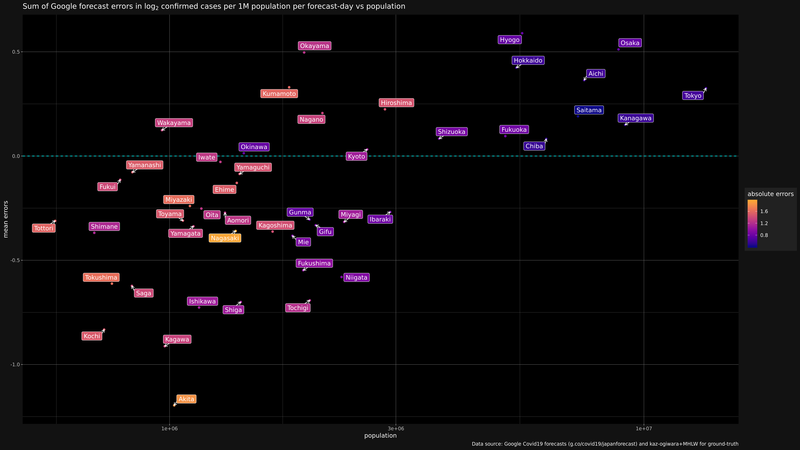 Sum of Google forecast errors in log₂ confirmed cases per 1M population per forecast-day vs population
Hyogo
Osaka
Okayama
Hokkaido
Aichi
0.5
Kumamoto
Tokyo
Hiroshima
Saitama
Nagano
Kanagawa
Wakayama
Shizuoka
Fukuoka
Okinawa
Chiba
0.0
Iwate
Kyoto
Yamanashi
Yamaguchi
Fukui
Ehime
Miyazaki
absolute errors
1.6
1.2
0.8
Toyama
Oita
Gunma
Miyagi
Aomori
Ibaraki
mean errors
Tottori
Shimane
Kagoshima
Yamagata
Gifu
Nagasaki
Mie
-0.5
Fukushima
Tokushima
Niigata
Saga
Ishikawa
Shiga
Tochigi
Kochi
Kagawa
-1.0
Akita
1e+06
3e+06
1e+07
population
Data source: Google Covid19 forecasts (g.co/covid/japanforecast) and kaz-ogiwara+MHLW for ground-truth